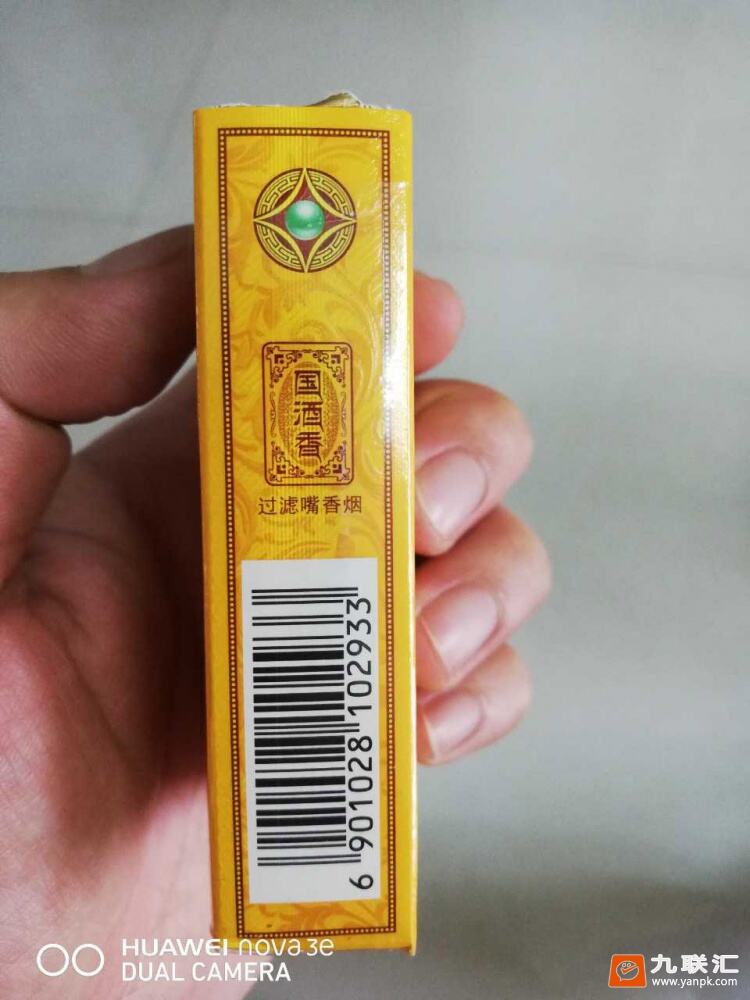 国酒香
过滤嘴香烟
6 901028 102933
HUAWEI nova 3e
DUAL CAMERA
九联汇
www.yanpk.com